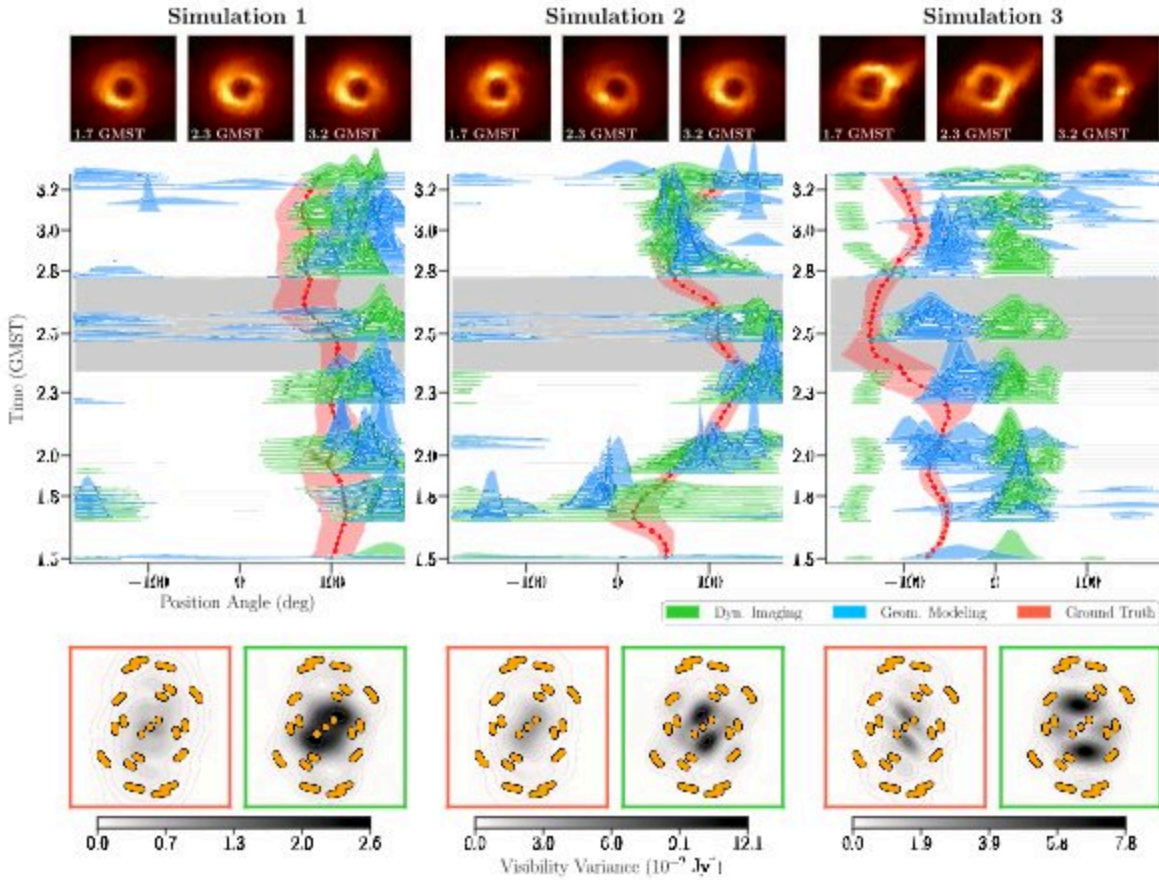 Simulation 1 Simulation 2 Simulation 3
1.7 GMST 2.3 GMST 3.2 GMST 1.7 GMST 2.3 GMST 3.2 GMST 1.7 GMST 2.3 GMST 3.2 GMST
3.2 3.2 3.2
3.0 3.0 3.0
2.8 2.8 2.8
2.5 2.5 2.5
Time (GMST)
2.3 2.3 2.3
2.0 2.0 2.0
1.8 1.8 1.8
1.5 1.5 1.5
−100 0 100 −100 0 100 −100 0 100
Position Angle (deg)
Dyn. Imaging Geom. Modeling Ground Truth
0.0 0.7 1.3 2.6 0.0 3.0 6.0 9.1 12.1 0.0 1.9 3.9 5.8 7.8
Visibility Variance